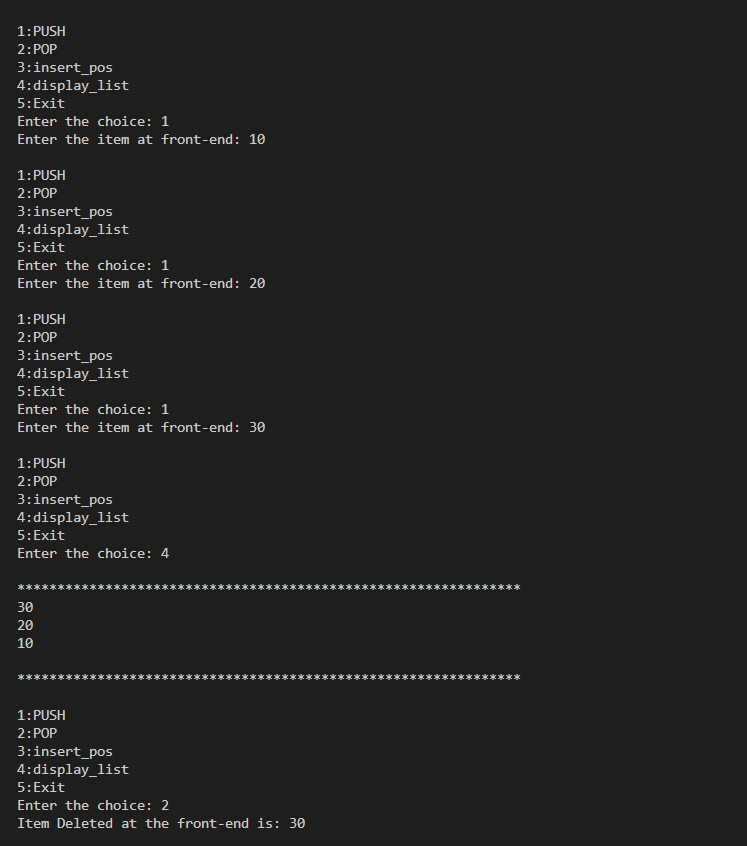 1:PUSH
2:POP
3:insert_pos
4:display_list
5:Exit
Enter the choice: 1
Enter the item at front-end: 10
1:PUSH
2:POP
3:insert_pos
4:display_list
5:Exit
Enter the choice: 1
Enter the item at front-end: 20
1:PUSH
2:POP
3:insert_pos
4:display_list
5:Exit
Enter the choice: 1
Enter the item at front-end: 30
1:PUSH
2:POP
3:insert_pos
4:display_list
5:Exit
Enter the choice: 4
***************************************************************
30
20
10
***************************************************************
1:PUSH
2:POP
3:insert_pos
4:display_list
5:Exit
Enter the choice: 2
Item Deleted at the front-end is: 30